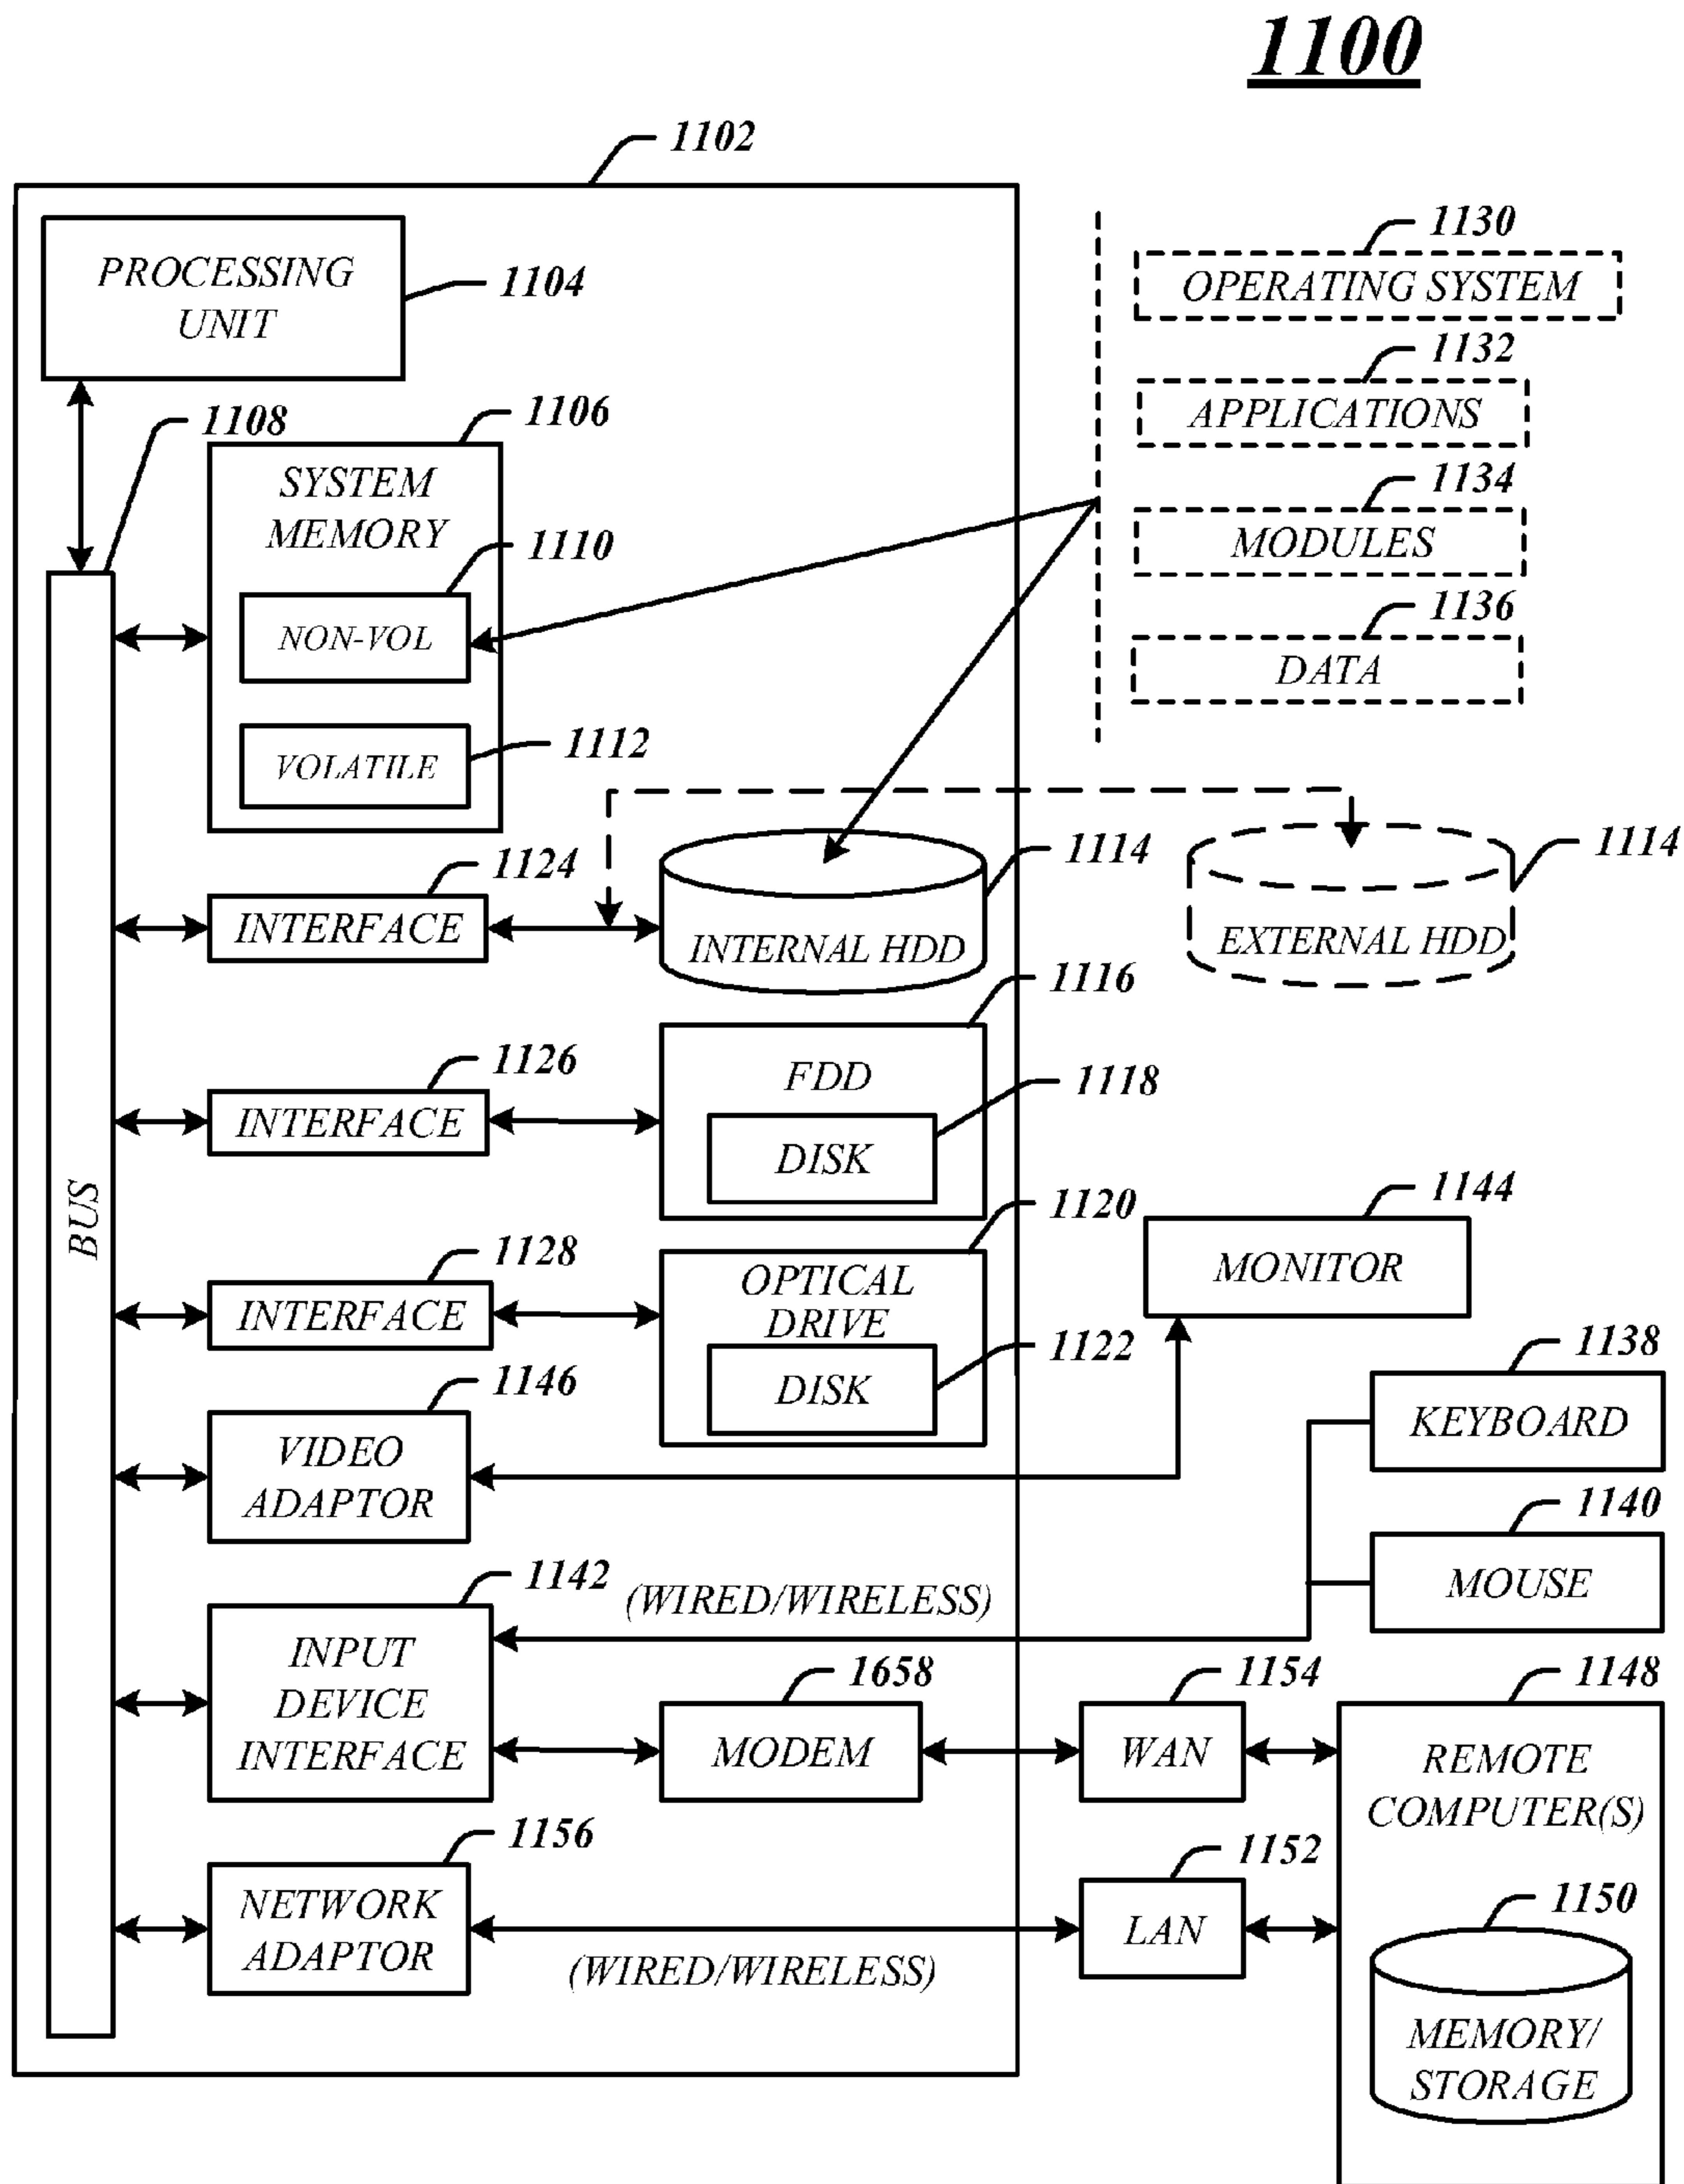 1100
1102
PROCESSING
UNIT
1104
1108
1106
SYSTEM
MEMORY
1110
NON-VOL
1112
VOLATILE
1130
OPERATING SYSTEM
1132
APPLICATIONS
1134
MODULES
1136
DATA
BUS
1124
INTERFACE
1114
INTERNAL HDD
1114
EXTERNAL HDD
1126
INTERFACE
1116
FDD
1118
DISK
1128
INTERFACE
1120
OPTICAL
DRIVE
1122
DISK
1144
MONITOR
1146
VIDEO
ADAPTOR
1138
KEYBOARD
1140
MOUSE
1142
(WIRED/WIRELESS)
INPUT
DEVICE
INTERFACE
1658
MODEM
1154
WAN
1148
REMOTE
COMPUTER(S)
1156
NETWORK
ADAPTOR
(WIRED/WIRELESS)
1152
LAN
1150
MEMORY/
STORAGE